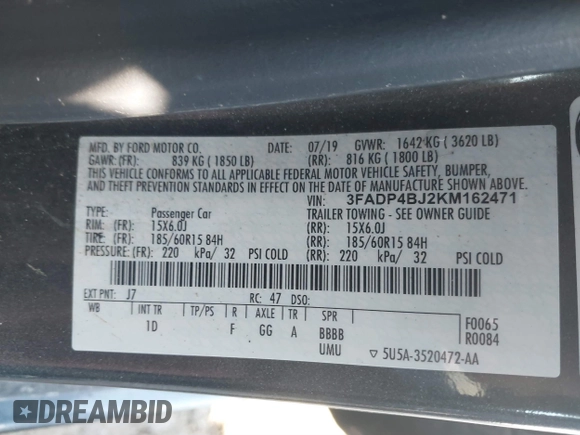 MFD. BY FORD MOTOR CO. DATE: 07/19 GVWR: 1642 KG ( 3620 LB)
GAWR: (FR): 839 KG ( 1850 LB) (RR): 816 KG ( 1800 LB)
THIS VEHICLE CONFORMS TO ALL APPLICABLE FEDERAL MOTOR VEHICLE SAFETY, BUMPER,
AND THEFT PREVENTION STANDARDS IN EFFECT ON THE DATE OF MANUFACTURE SHOWN ABOVE.
VIN: 3FADP4BJ2KM162471
TYPE: Passenger Car TRAILER TOWING - SEE OWNER GUIDE
RIM: (FR): 15X6.0J (RR): 15X6.0J
TIRE: (FR): 185/60R15 84H (RR): 185/60R15 84H
PRESSURE: (FR): 220 kPa/ 32 PSI COLD (RR): 220 kPa/ 32 PSI COLD
EXT PNT: J7 RC: 47 DSO:
WB INT TR TP/PS R AXLE TR SPR F0065
1D F GG A BBBB R0084
UMU 5U5A-3520472-AA
DREAMBID